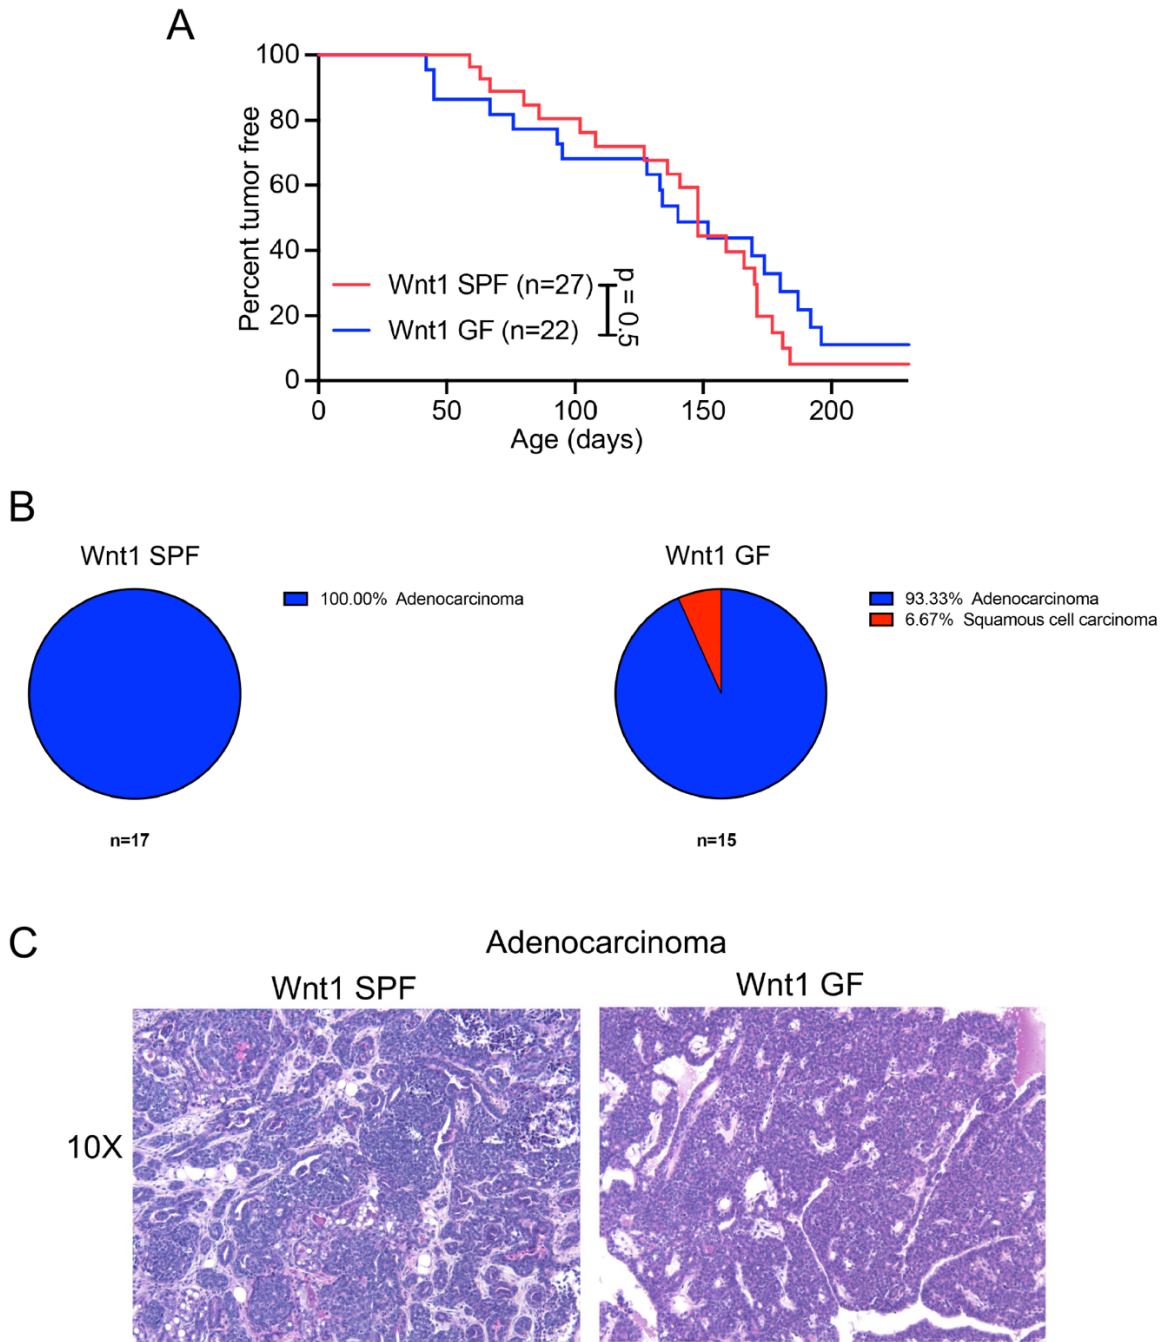 A
Percent tumor free
100
80
60
40
20
0
Wnt1 SPF (n=27)
Wnt1 GF (n=22)
p = 0.5
0 50 100 150 200
Age (days)
B
Wnt1 SPF
100.00% Adenocarcinoma
n=17
Wnt1 GF
93.33% Adenocarcinoma
6.67% Squamous cell carcinoma
n=15
C
Adenocarcinoma
Wnt1 SPF
Wnt1 GF
10X